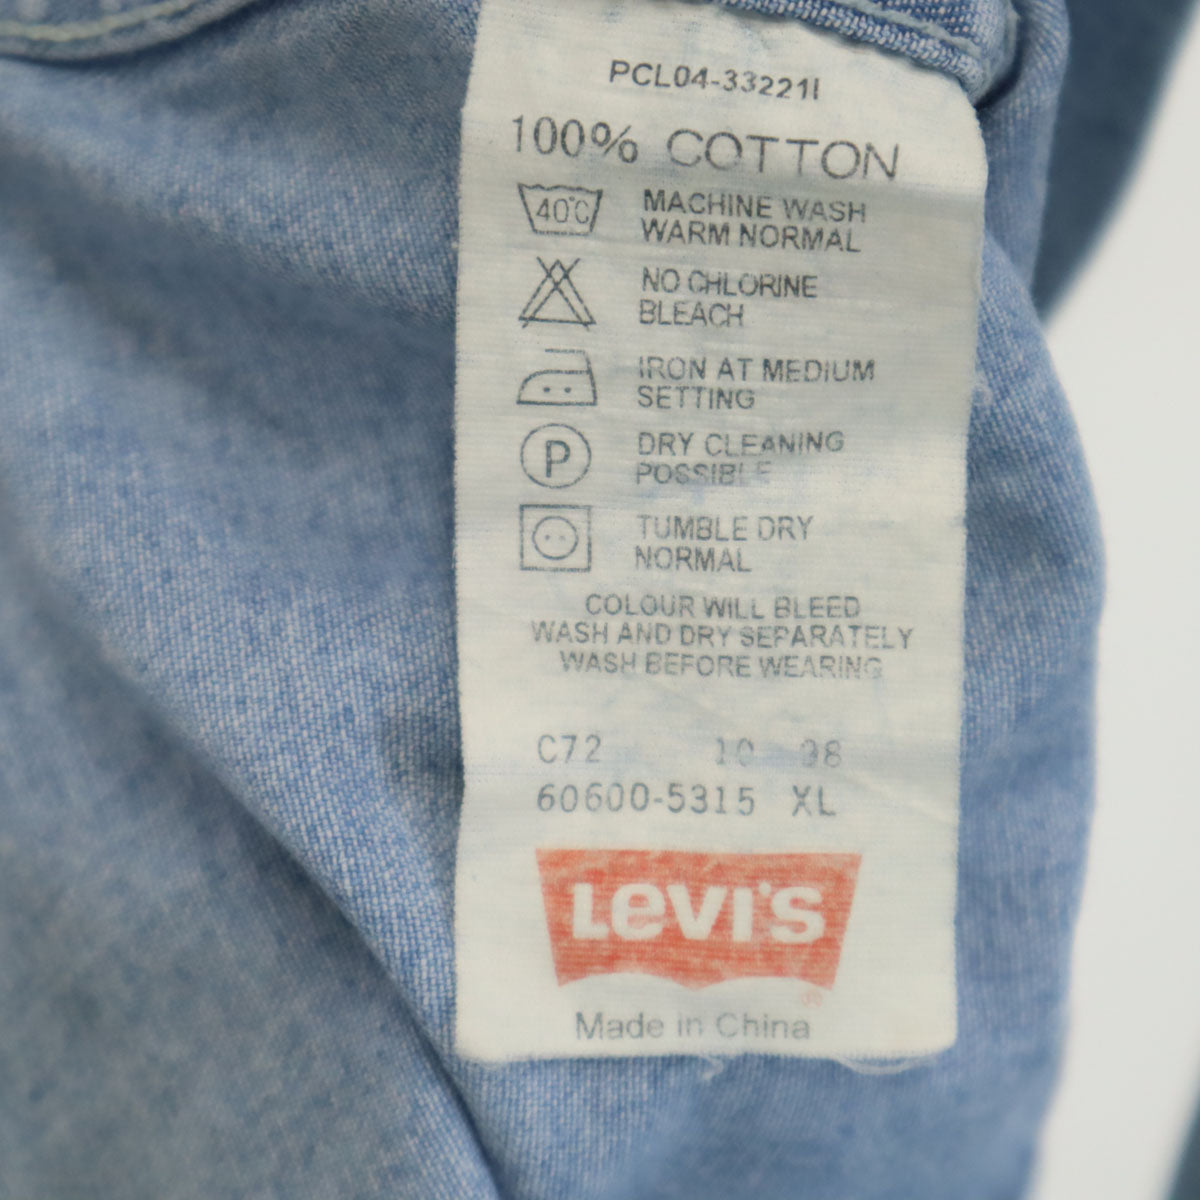 PCL04-33221I
100% COTTON
40°C MACHINE WASH
WARM NORMAL
NO CHLORINE
BLEACH
IRON AT MEDIUM
SETTING
P DRY CLEANING
POSSIBLE
TUMBLE DRY
NORMAL
COLOUR WILL BLEED
WASH AND DRY SEPARATELY
WASH BEFORE WEARING
C72 10 98
60600-5315 XL
LEVI'S
®
Made in China